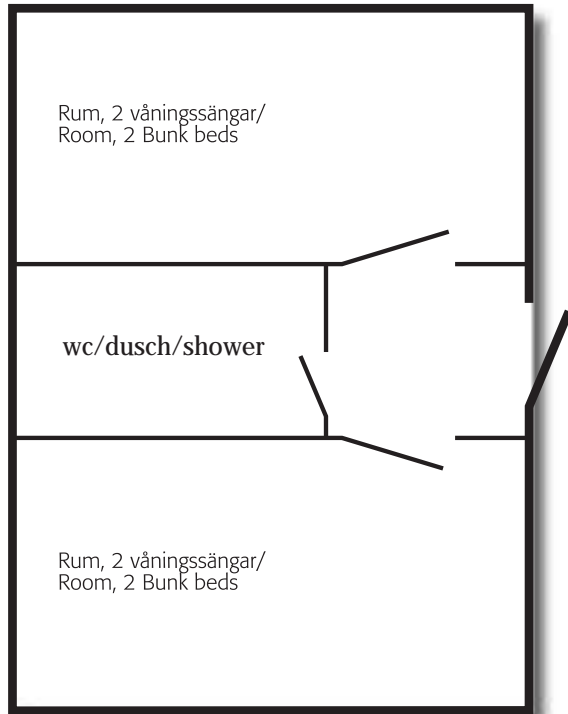 Rum, 2 våningssängar/
Room, 2 Bunk beds
wc/dusch/shower
Rum, 2 våningssängar/
Room, 2 Bunk beds